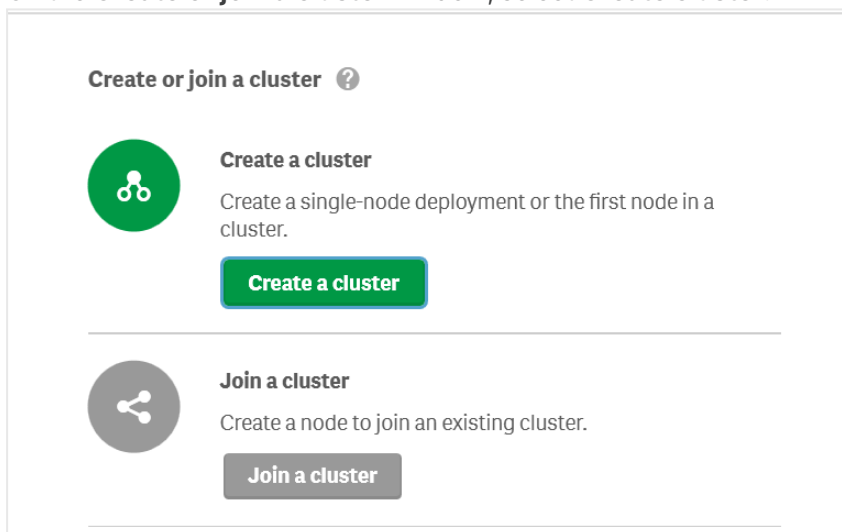 Create or join a cluster ?
Create a cluster
Create a single-node deployment or the first node in a
cluster.
Create a cluster
Join a cluster
Create a node to join an existing cluster.
Join a cluster